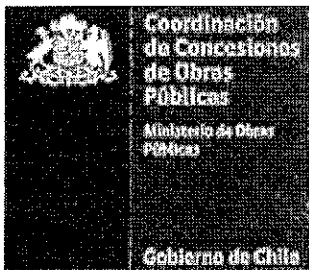 Coordinación
de Concesiones
de Obras
Públicas
Ministerio de Obras
Públicas
Gobierno de Chile